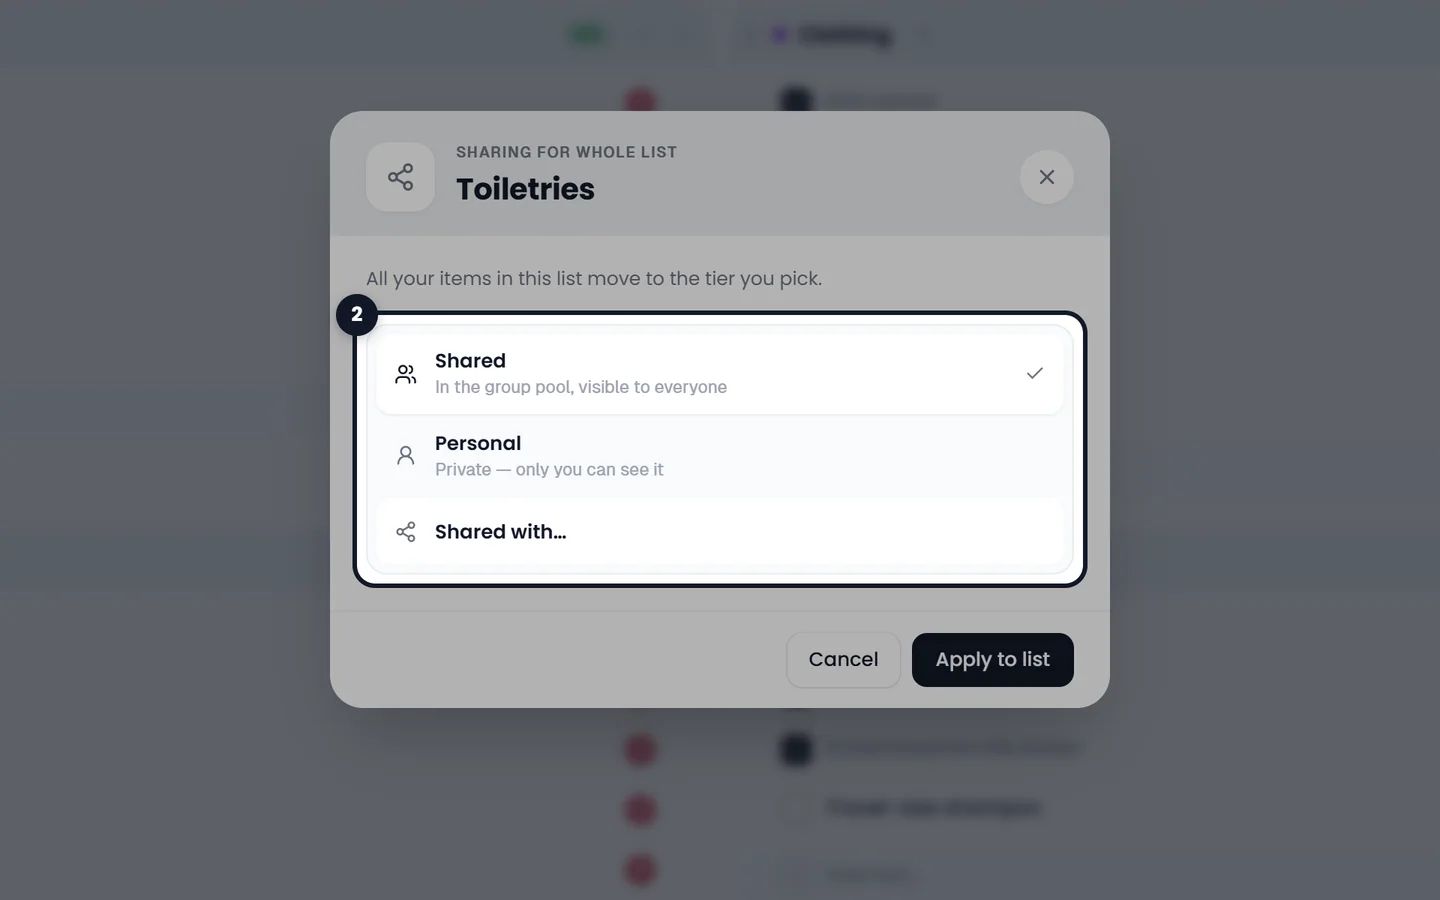 Clothing
SHARING FOR WHOLE LIST
Toiletries
All your items in this list move to the tier you pick.
2
Shared
In the group pool, visible to everyone
Personal
Private — only you can see it
Shared with...
Cancel
Apply to list